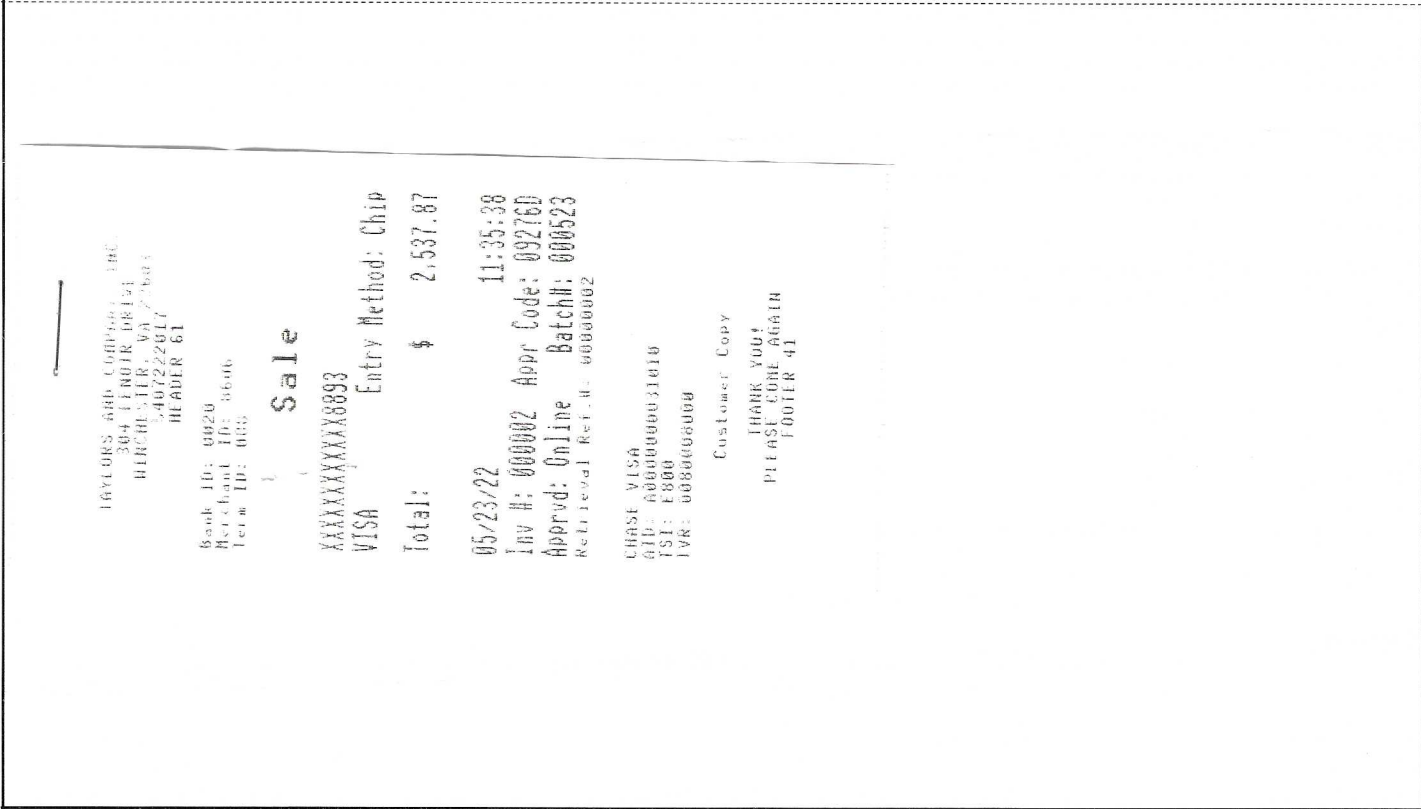 TAYLORS AND COMPANY INC.
304 LENOIR DRIVE
WINCHESTER, VA 22603
5407222017
HEADER 61
Bank ID: 0020
Merchant ID: 8606
Term ID:
Sale
XXXXXXXXXXXX8893
VISA Entry Method: Chip
Total: $ 2,537.87
05/23/22 11:35:38
Inv #: 000002 Appr Code: 09276D
Apprvd: Online Batch#: 000523
Retrieval Ref.#: 00000002
CHASE VISA
AID: A0000000031010
TSI: E800
TVR: 0080008000
Customer Copy
THANK YOU!
PLEASE COME AGAIN
FOOTER 41